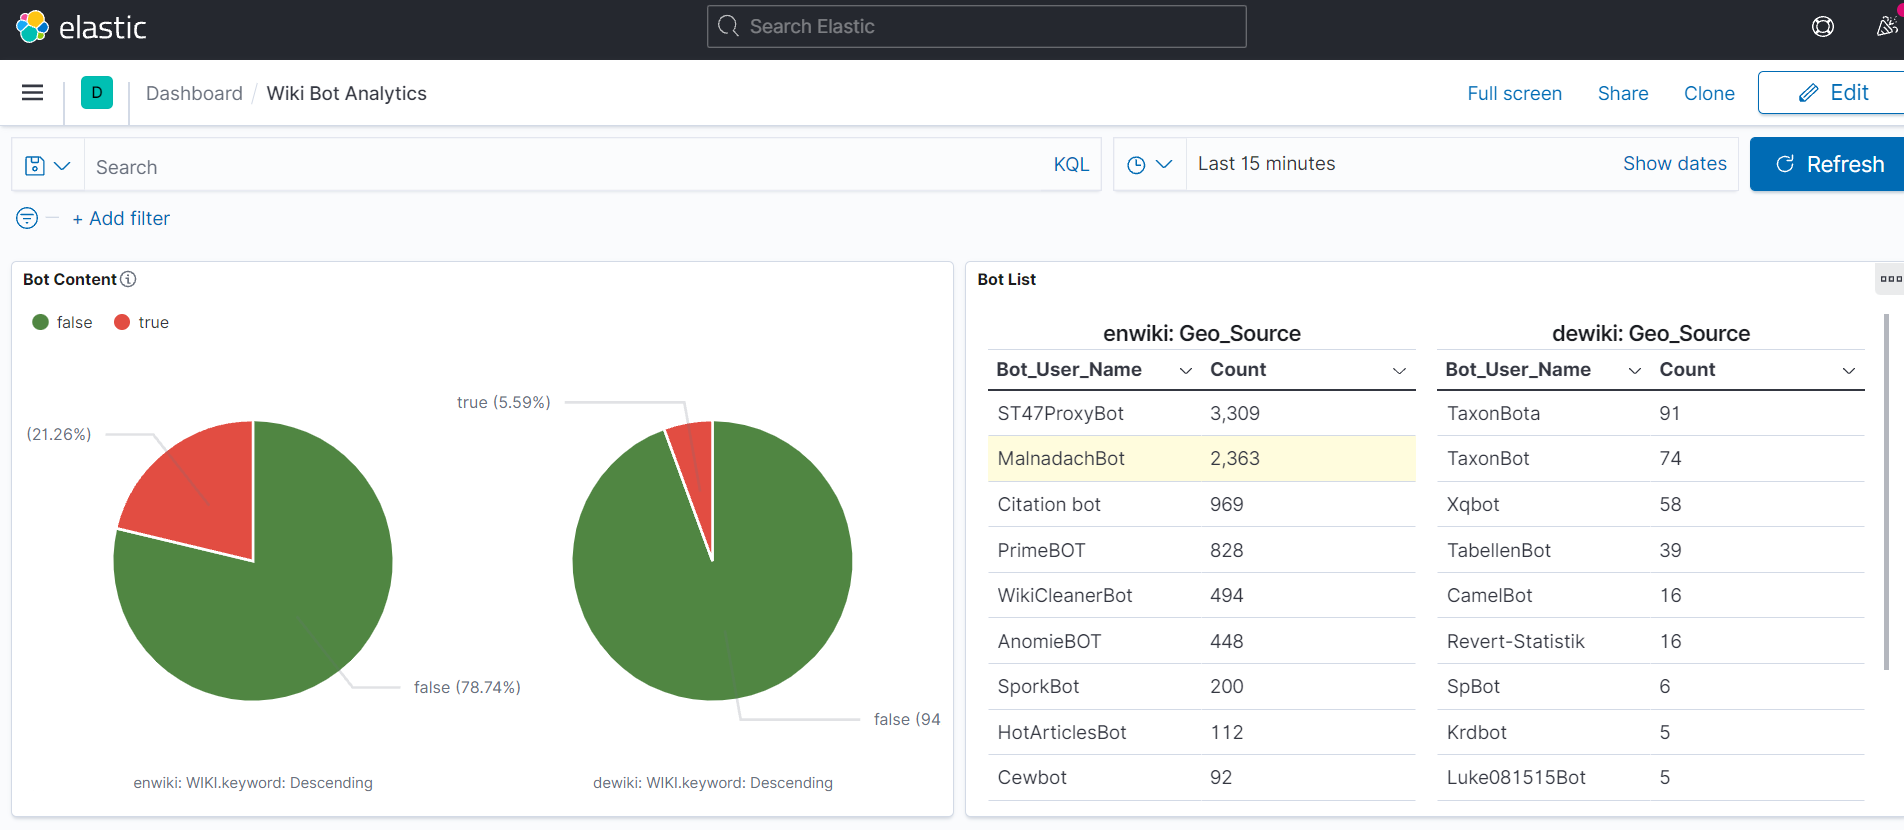 elastic
Search Elastic
D
Dashboard / Wiki Bot Analytics
Full screen
Share
Clone
Edit
Search
KQL
Last 15 minutes
Show dates
Refresh
+ Add filter
Bot Content
false
true
(21.26%)
false (78.74%)
enwiki: WIKI.keyword: Descending
true (5.59%)
false (94
dewiki: WIKI.keyword: Descending
Bot List
enwiki: Geo_Source
Bot_User_Name Count
ST47ProxyBot 3,309
MalnadachBot 2,363
Citation bot 969
PrimeBOT 828
WikiCleanerBot 494
AnomieBOT 448
SporkBot 200
HotArticlesBot 112
Cewbot 92
dewiki: Geo_Source
Bot_User_Name Count
TaxonBota 91
TaxonBot 74
Xqbot 58
TabellenBot 39
CamelBot 16
Revert-Statistik 16
SpBot 6
Krdbot 5
Luke081515Bot 5